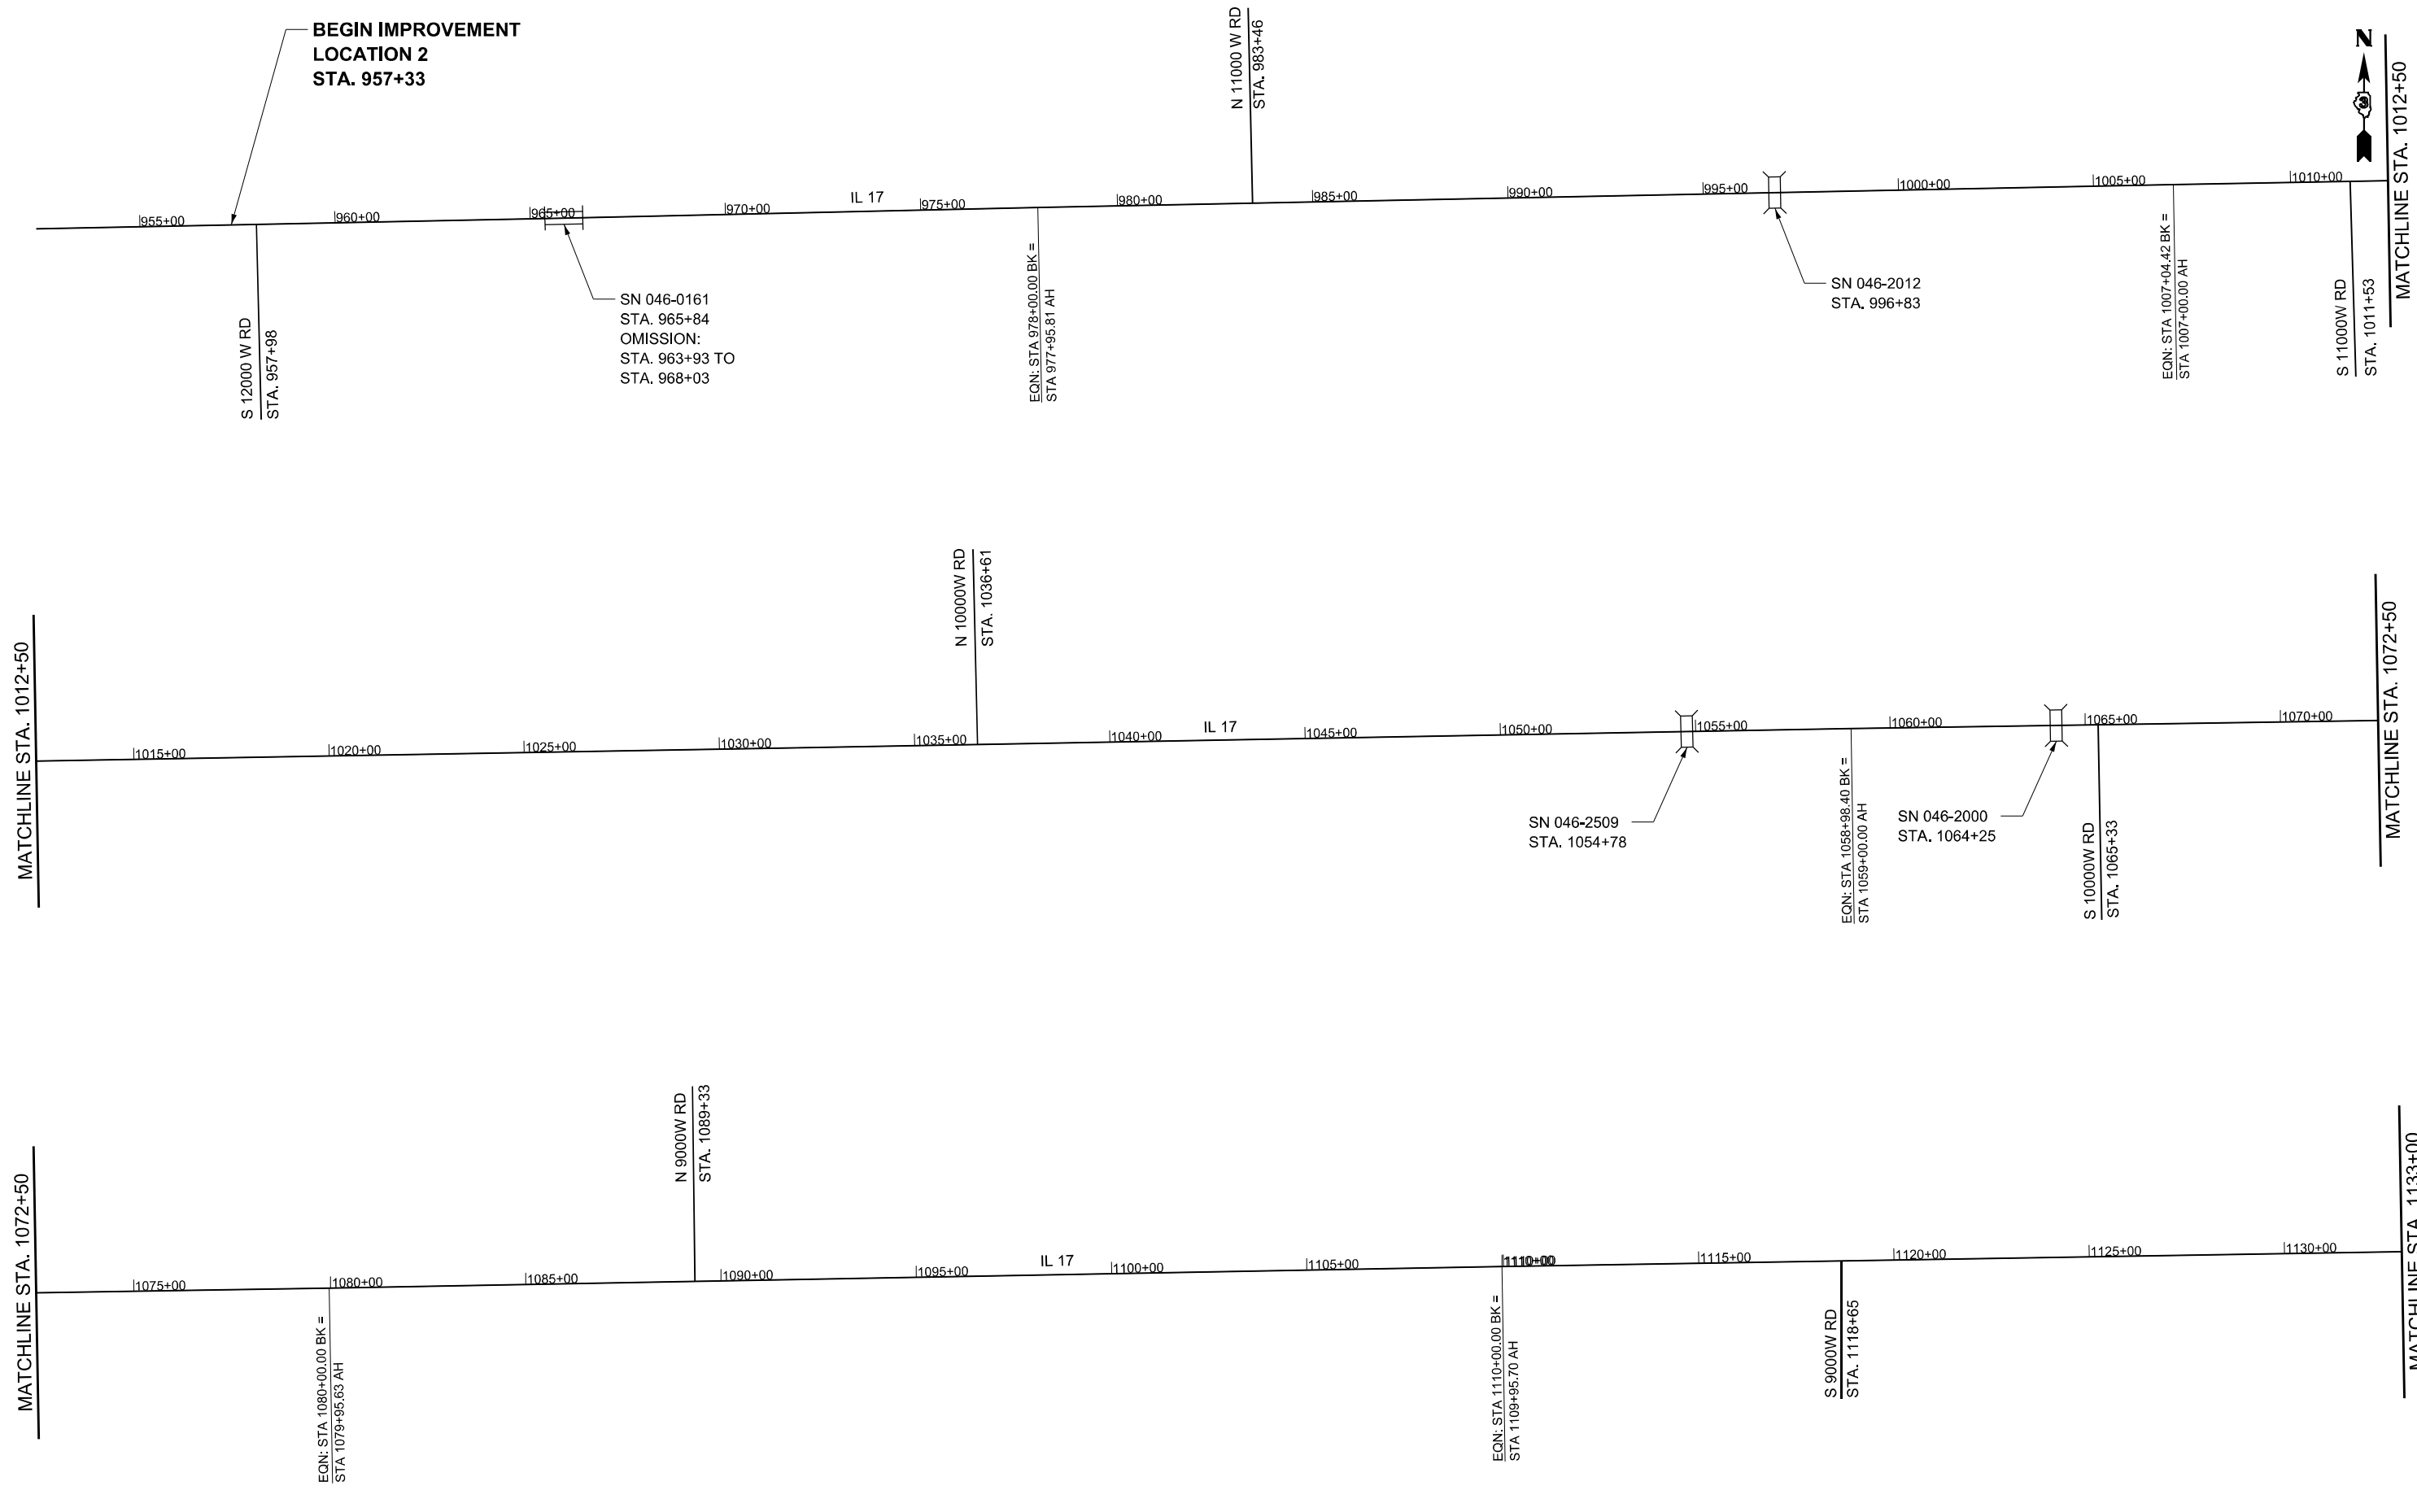 BEGIN IMPROVEMENT
LOCATION 2
STA. 957+33
N 11000 W RD
STA. 983+46
N
3
MATCHLINE STA. 1012+50
955+00
960+00
965+00
970+00
IL 17
975+00
980+00
985+00
990+00
995+00
1000+00
1005+00
1010+00
S 12000 W RD
STA. 957+98
SN 046-0161
STA. 965+84
OMISSION:
STA. 963+93 TO
STA. 968+03
EQN: STA 978+00.00 BK =
STA 977+95.81 AH
SN 046-2012
STA. 996+83
EQN: STA 1007+04.42 BK =
STA 1007+00.00 AH
S 11000W RD
STA. 1011+53
MATCHLINE STA. 1012+50
N 10000W RD
STA. 1036+61
MATCHLINE STA. 1072+50
1015+00
1020+00
1025+00
1030+00
1035+00
1040+00
IL 17
1045+00
1050+00
1055+00
1060+00
1065+00
1070+00
SN 046-2509
STA. 1054+78
EQN: STA 1058+98.40 BK =
STA 1059+00.00 AH
SN 046-2000
STA. 1064+25
S 10000W RD
STA. 1065+33
MATCHLINE STA. 1072+50
N 9000W RD
STA. 1089+33
MATCHLINE STA. 1133+00
1075+00
1080+00
1085+00
1090+00
1095+00
IL 17
1100+00
1105+00
1110+00
1115+00
1120+00
1125+00
1130+00
EQN: STA 1080+00.00 BK =
STA 1079+95.63 AH
EQN: STA 1110+00.00 BK =
STA 1109+95.70 AH
S 9000W RD
STA. 1118+65